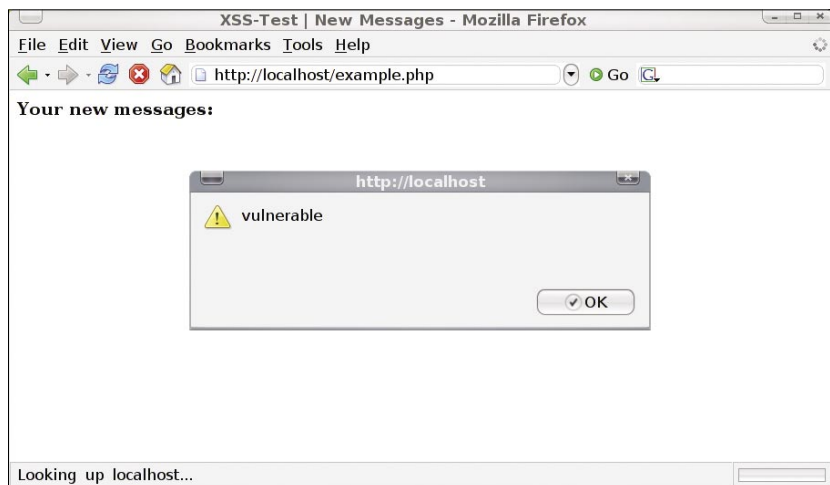 XSS-Test | New Messages - Mozilla Firefox
File Edit View Go Bookmarks Tools Help
http://localhost/example.php Go G
Your new messages:
http://localhost
vulnerable
OK
Looking up localhost...